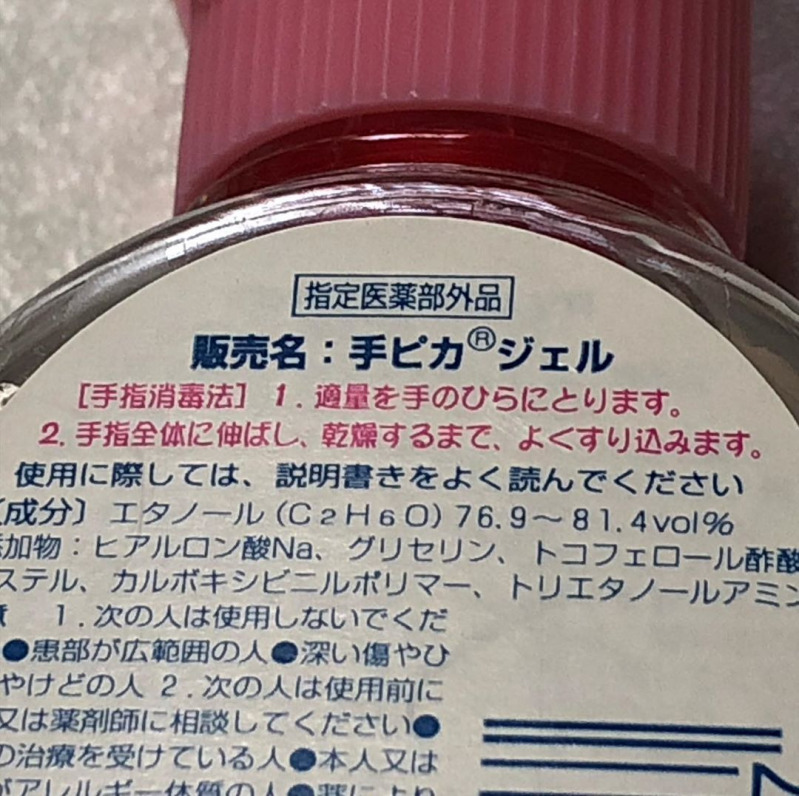 指定医薬部外品
販売名：手ピカ®ジェル
［手指消毒法］ 1．適量を手のひらにとります。
2．手指全体に伸ばし、乾燥するまで、よくすり込みます。
使用に際しては、説明書きをよく読んでください
〔成分〕 エタノール（C2H6O）76.9～81.4vol%
加物：ヒアルロン酸Na、グリセリン、トコフェロール酢酸
ステル、カルボキシビニルポリマー、トリエタノールアミン
1．次の人は使用しないでくだ
●患部が広範囲の人●深い傷やひ
やけどの人 2．次の人は使用前に
又は薬剤師に相談してください●
の治療を受けている人●本人又は
がアレルギー体質の人●薬により